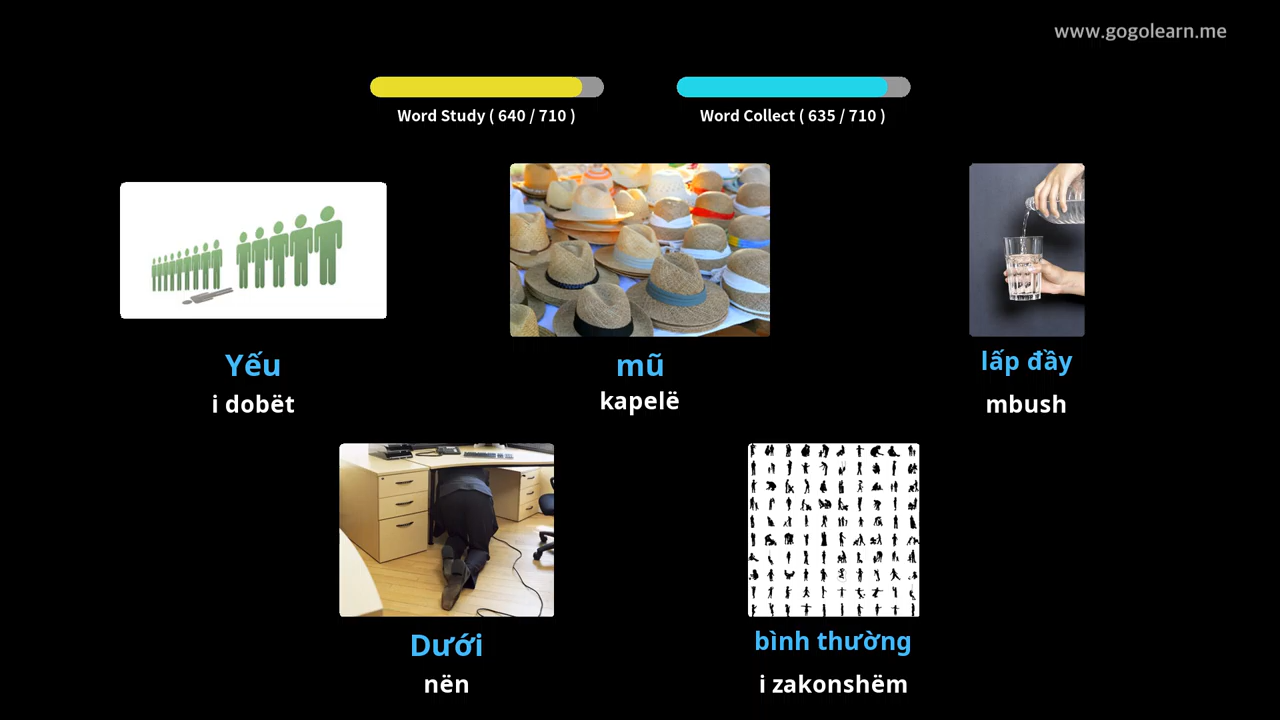 www.gogolearn.me
Word Study ( 640 / 710 )
Word Collect ( 635 / 710 )
Yếu
i dobët
mũ
kapelë
lấp đầy
mbush
Dưới
nën
bình thường
i zakonshëm